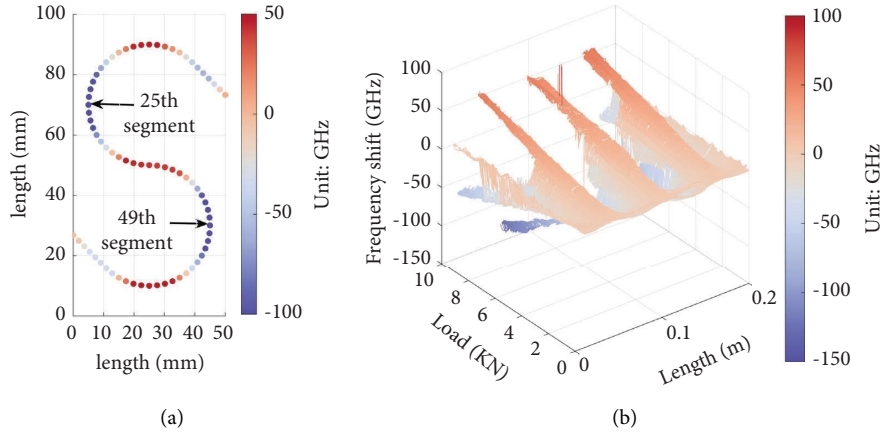 length (mm)
100
80
60
40
20
0
0 10 20 30 40 50
length (mm)
25th
segment
49th
segment
50
0
-50
-100
Unit: GHz
(a)
Frequency shift (GHz)
100
50
0
-50
-100
-150
10
8
6
4
2
0
Load (KN)
0
0.1
0.2
Length (m)
100
50
0
-50
-100
-150
Unit: GHz
(b)